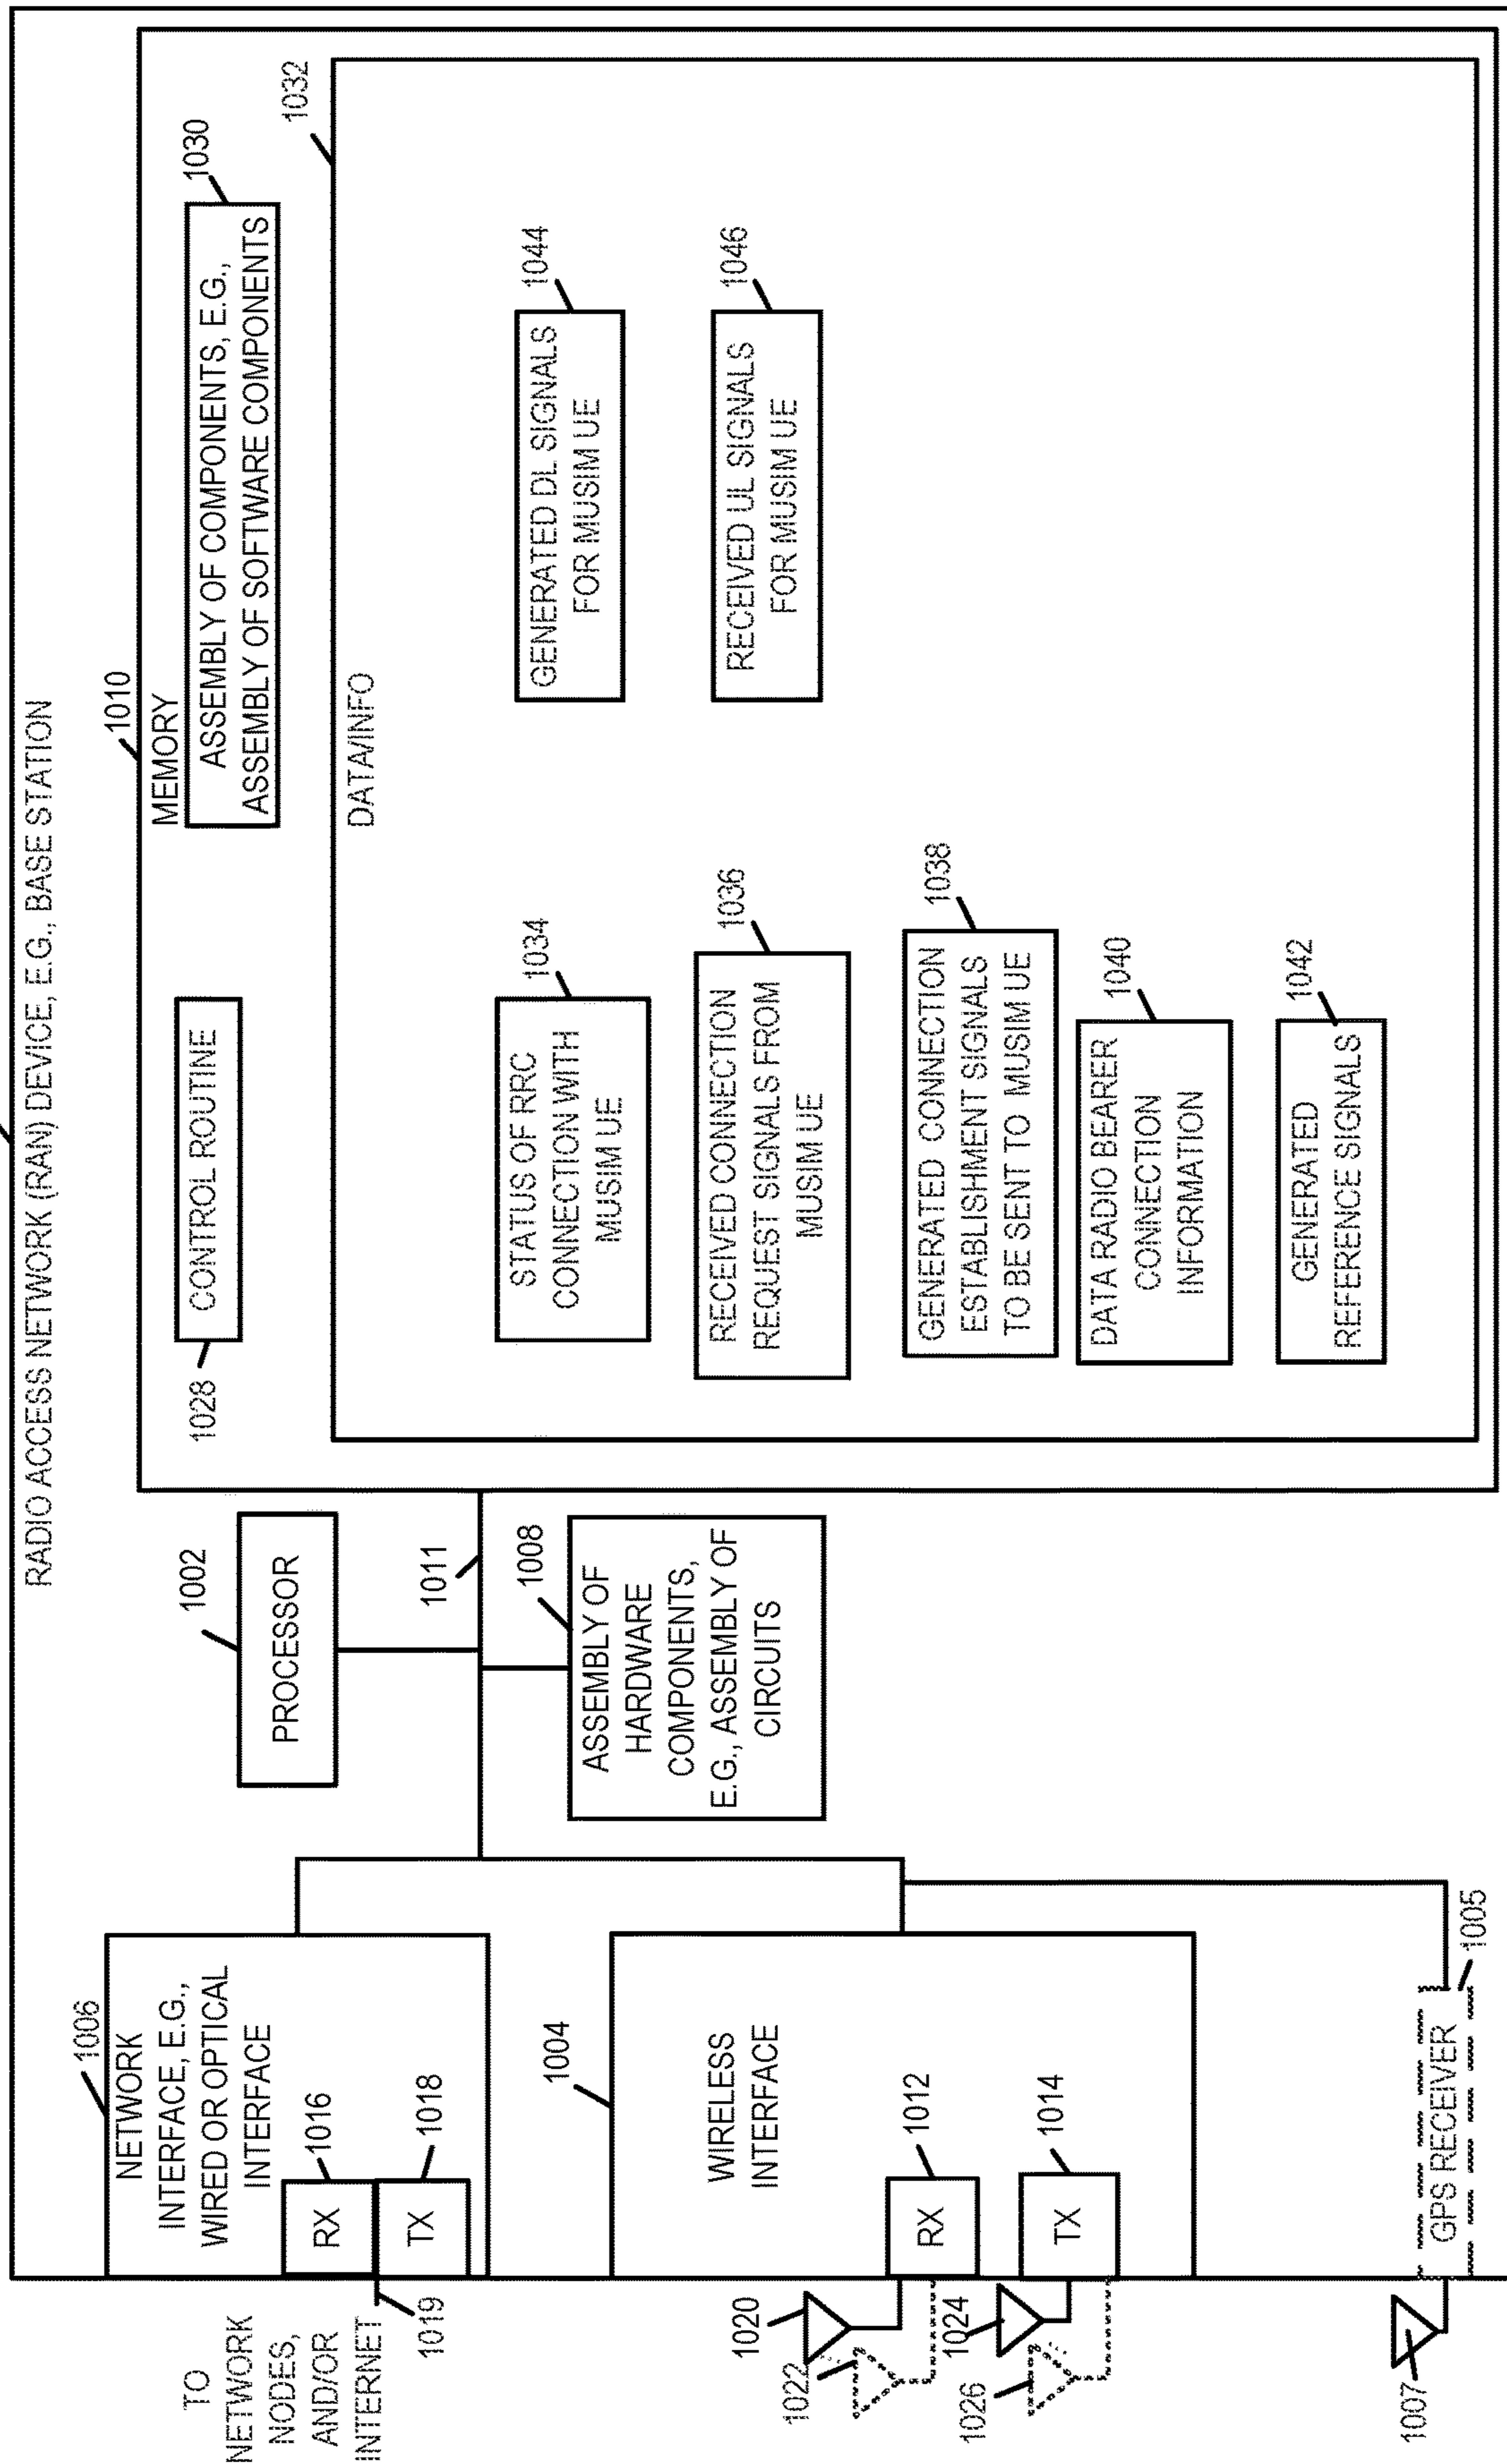 RADIO ACCESS NETWORK (RAN) DEVICE, E.G., BASE STATION
TO
NETWORK
NODES,
AND/OR
INTERNET
1019
1006
NETWORK
INTERFACE, E.G.,
WIRED OR OPTICAL
INTERFACE
RX
1016
TX
1018
1004
WIRELESS
INTERFACE
RX
1012
TX
1014
1020
1022
1024
1026
GPS RECEIVER
1005
1007
1002
PROCESSOR
1011
1008
ASSEMBLY OF
HARDWARE
COMPONENTS,
E.G., ASSEMBLY OF
CIRCUITS
1010
MEMORY
1028
CONTROL ROUTINE
1030
ASSEMBLY OF COMPONENTS, E.G.,
ASSEMBLY OF SOFTWARE COMPONENTS
1032
DATA/INFO
1034
STATUS OF RRC
CONNECTION WITH
MUSIM UE
1036
RECEIVED CONNECTION
REQUEST SIGNALS FROM
MUSIM UE
1038
GENERATED CONNECTION
ESTABLISHMENT SIGNALS
TO BE SENT TO MUSIM UE
1040
DATA RADIO BEARER
CONNECTION
INFORMATION
1042
GENERATED
REFERENCE SIGNALS
1044
GENERATED DL SIGNALS
FOR MUSIM UE
1046
RECEIVED UL SIGNALS
FOR MUSIM UE